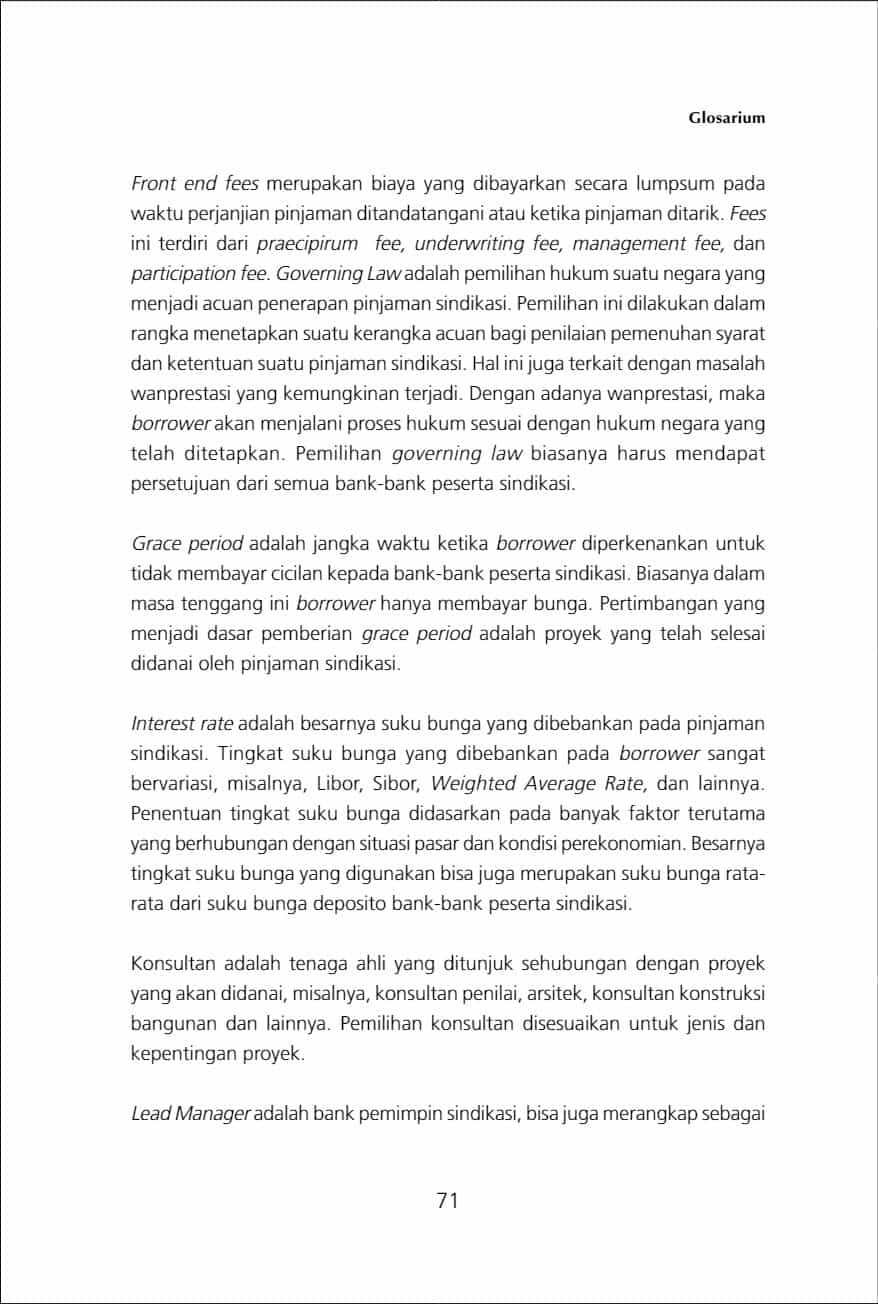 Glosarium
Front end fees merupakan biaya yang dibayarkan secara lumpsum pada
waktu perjanjian pinjaman ditandatangani atau ketika pinjaman ditarik. Fees
ini terdiri dari praecipirum fee, underwriting fee, management fee, dan
participation fee. Governing Law adalah pemilihan hukum suatu negara yang
menjadi acuan penerapan pinjaman sindikasi. Pemilihan ini dilakukan dalam
rangka menetapkan suatu kerangka acuan bagi penilaian pemenuhan syarat
dan ketentuan suatu pinjaman sindikasi. Hal ini juga terkait dengan masalah
wanprestasi yang kemungkinan terjadi. Dengan adanya wanprestasi, maka
borrower akan menjalani proses hukum sesuai dengan hukum negara yang
telah ditetapkan. Pemilihan governing law biasanya harus mendapat
persetujuan dari semua bank-bank peserta sindikasi.
Grace period adalah jangka waktu ketika borrower diperkenankan untuk
tidak membayar cicilan kepada bank-bank peserta sindikasi. Biasanya dalam
masa tenggang ini borrower hanya membayar bunga. Pertimbangan yang
menjadi dasar pemberian grace period adalah proyek yang telah selesai
didanai oleh pinjaman sindikasi.
Interest rate adalah besarnya suku bunga yang dibebankan pada pinjaman
sindikasi. Tingkat suku bunga yang dibebankan pada borrower sangat
bervariasi, misalnya, Libor, Sibor, Weighted Average Rate, dan lainnya.
Penentuan tingkat suku bunga didasarkan pada banyak faktor terutama
yang berhubungan dengan situasi pasar dan kondisi perekonomian. Besarnya
tingkat suku bunga yang digunakan bisa juga merupakan suku bunga rata-
rata dari suku bunga deposito bank-bank peserta sindikasi.
Konsultan adalah tenaga ahli yang ditunjuk sehubungan dengan proyek
yang akan didanai, misalnya, konsultan penilai, arsitek, konsultan konstruksi
bangunan dan lainnya. Pemilihan konsultan disesuaikan untuk jenis dan
kepentingan proyek.
Lead Manager adalah bank pemimpin sindikasi, bisa juga merangkap sebagai
71